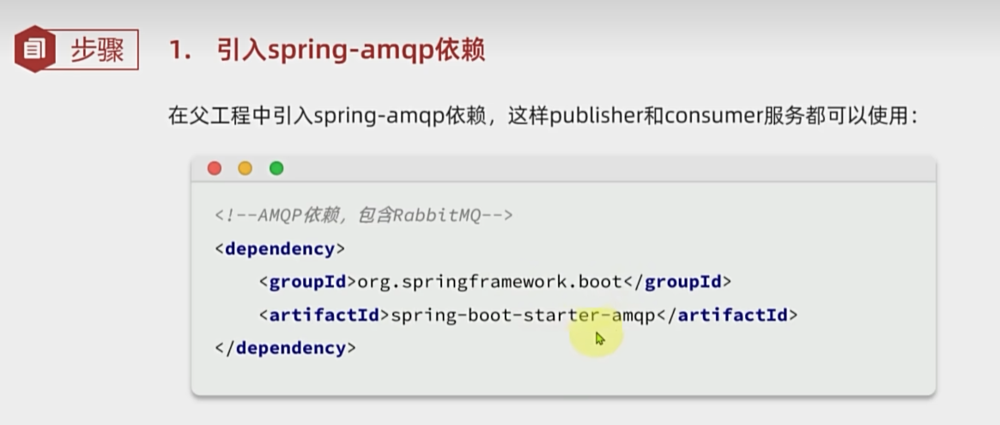 步骤 1. 引入spring-amqp依赖
在父工程中引入spring-amqp依赖，这样publisher和consumer服务都可以使用：
<!--AMQP依赖，包含RabbitMQ-->
<dependency>
    <groupId>org.springframework.boot</groupId>
    <artifactId>spring-boot-starter-amqp</artifactId>
</dependency>